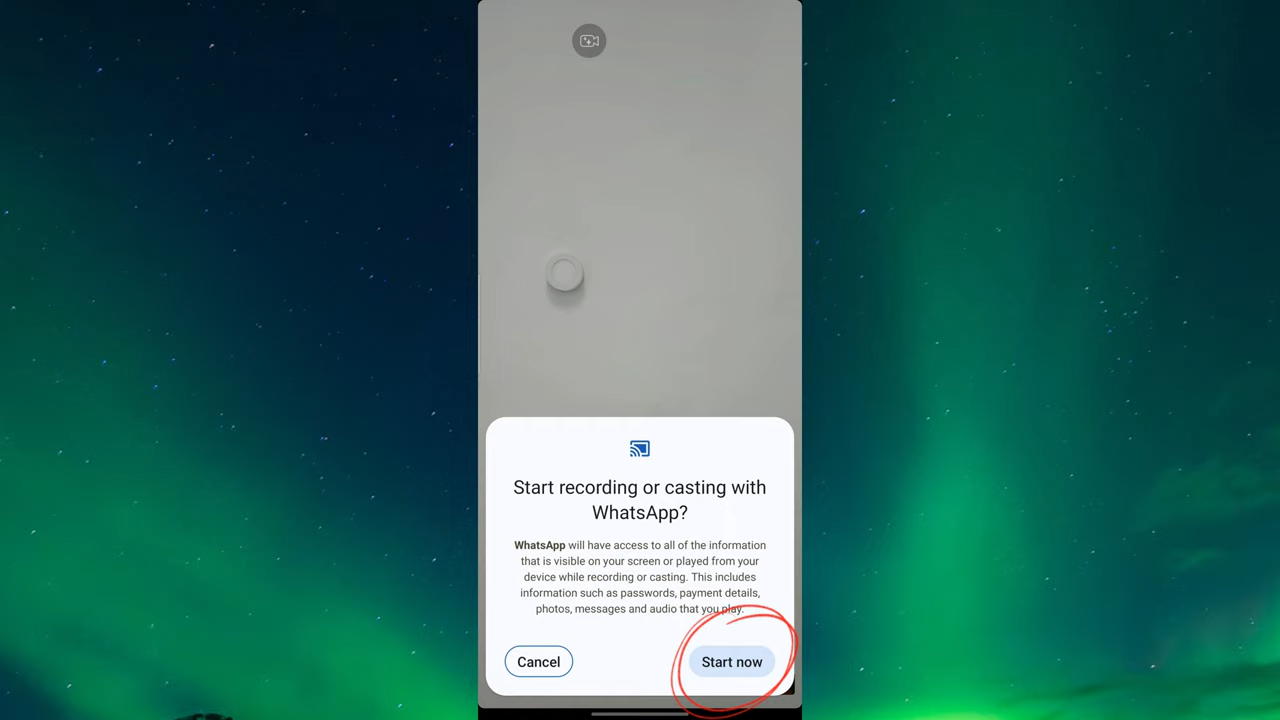 Start recording or casting with
WhatsApp?
WhatsApp will have access to all of the information
that is visible on your screen or played from your
device while recording or casting. This includes
information such as passwords, payment details,
photos, messages and audio that you play.
Cancel
Start now